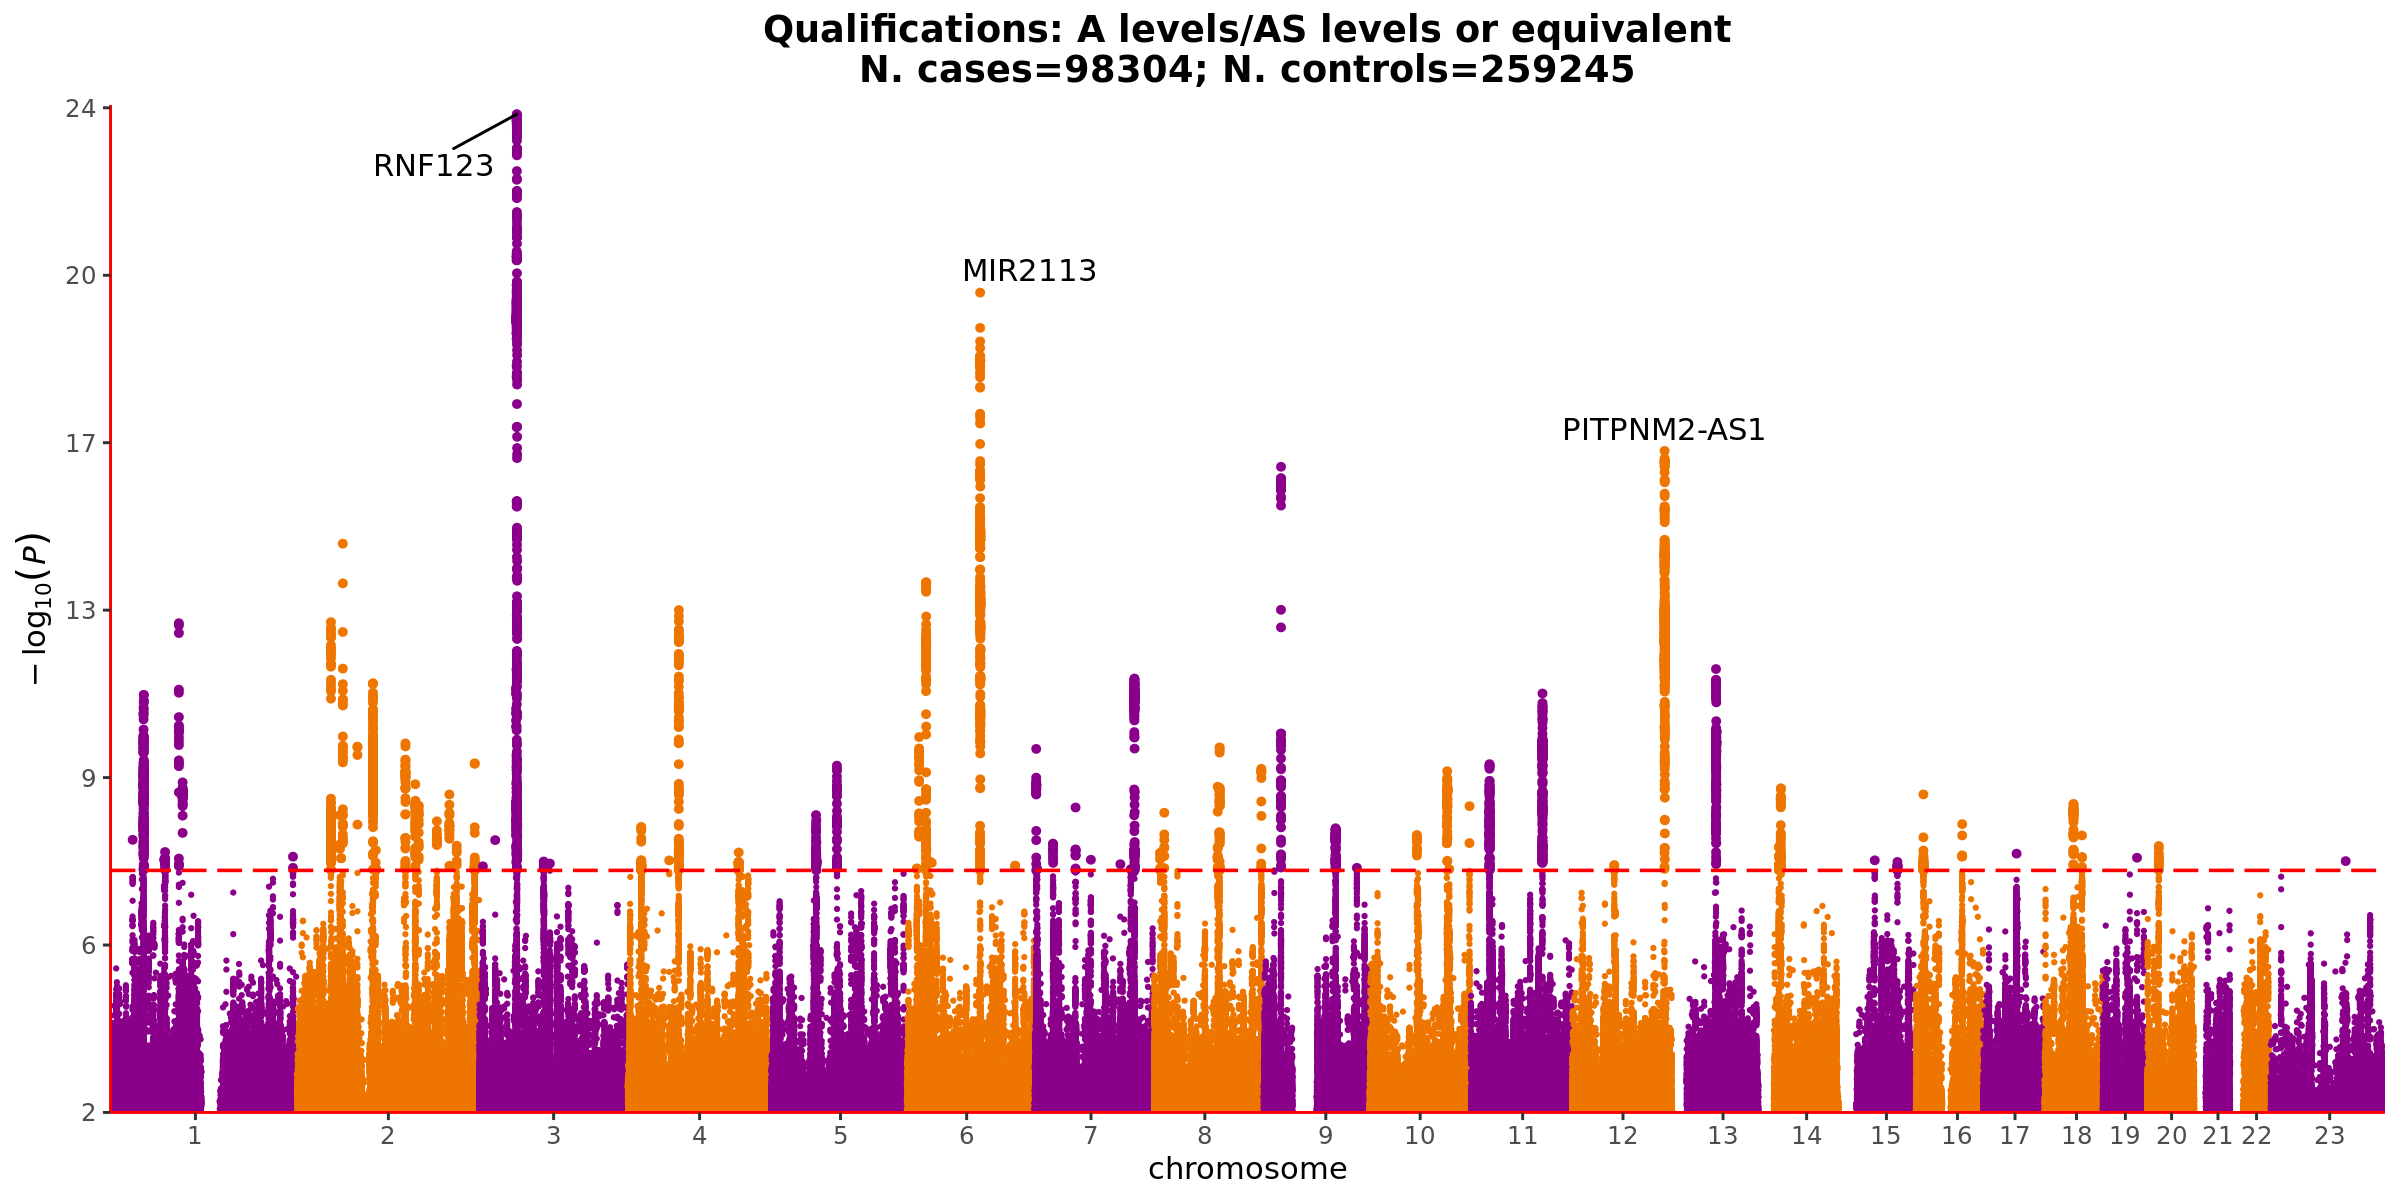 Qualifications: A levels/AS levels or equivalent
N. cases=98304; N. controls=259245
24
RNF123
20
MIR2113
17
PITPNM2-AS1
13
9
6
2
− log10(P)
1 2 3 4 5 6 7 8 9 10 11 12 13 14 15 16 17 18 19 20 21 22 23
chromosome